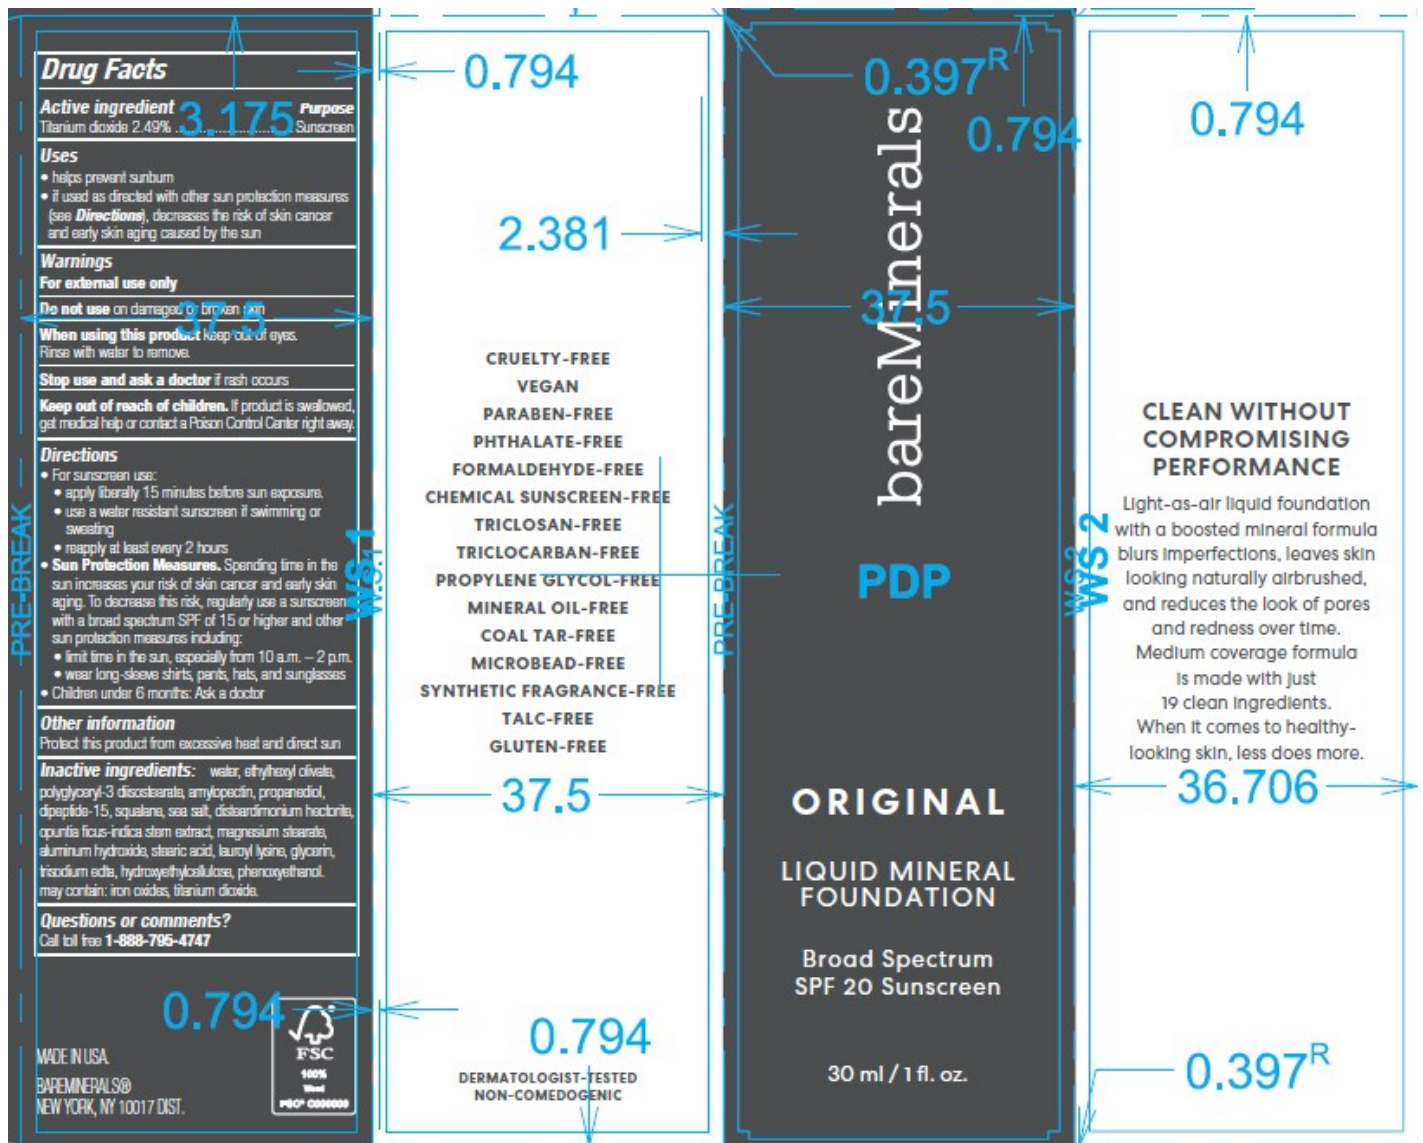 Drug Facts
Active ingredient Purpose
Titanium dioxide 2.49% ............................ Sunscreen
Uses
• helps prevent sunburn
• if used as directed with other sun protection measures
(see Directions), decreases the risk of skin cancer
and early skin aging caused by the sun
Warnings
For external use only
Do not use on damaged or broken skin
When using this product keep out of eyes.
Rinse with water to remove.
Stop use and ask a doctor if rash occurs
Keep out of reach of children. If product is swallowed,
get medical help or contact a Poison Control Center right away.
Directions
• For sunscreen use:
• apply liberally 15 minutes before sun exposure.
• use a water resistant sunscreen if swimming or
sweating
• reapply at least every 2 hours
• Sun Protection Measures. Spending time in the
sun increases your risk of skin cancer and early skin
aging. To decrease this risk, regularly use a sunscreen
with a broad spectrum SPF of 15 or higher and other
sun protection measures including:
• limit time in the sun, especially from 10 a.m. – 2 p.m.
• wear long-sleeve shirts, pants, hats, and sunglasses
• Children under 6 months: Ask a doctor
Other information
Protect this product from excessive heat and direct sun
Inactive ingredients: water, ethylhexyl olivate,
polyglyceryl-3 diisostearate, amylopectin, propanediol,
dipeptide-15, squalane, sea salt, disteardimonium hectorite,
opuntia ficus-indica stem extract, magnesium stearate,
aluminum hydroxide, stearic acid, lauroyl lysine, glycerin,
trisodium edta, hydroxyethylcellulose, phenoxyethanol.
may contain: iron oxides, titanium dioxide.
Questions or comments?
Call toll free 1-888-795-4747
MADE IN USA.
BAREMINERALS®
NEW YORK, NY 10017 DIST.
FSC
100%
Wood
FSC® C000000
3.175
37.5
0.794
PRE-BREAK
WS 1
W.S.1
0.794
2.381
CRUELTY-FREE
VEGAN
PARABEN-FREE
PHTHALATE-FREE
FORMALDEHYDE-FREE
CHEMICAL SUNSCREEN-FREE
TRICLOSAN-FREE
TRICLOCARBAN-FREE
PROPYLENE GLYCOL-FREE
MINERAL OIL-FREE
COAL TAR-FREE
MICROBEAD-FREE
SYNTHETIC FRAGRANCE-FREE
TALC-FREE
GLUTEN-FREE
37.5
0.794
DERMATOLOGIST-TESTED
NON-COMEDOGENIC
PRE-BREAK
0.397R
0.794
bareMinerals
37.5
PDP
ORIGINAL
LIQUID MINERAL
FOUNDATION
Broad Spectrum
SPF 20 Sunscreen
30 ml / 1 fl. oz.
W.S.2
WS 2
0.794
CLEAN WITHOUT
COMPROMISING
PERFORMANCE
Light-as-air liquid foundation
with a boosted mineral formula
blurs imperfections, leaves skin
looking naturally airbrushed,
and reduces the look of pores
and redness over time.
Medium coverage formula
is made with just
19 clean ingredients.
When it comes to healthy-
looking skin, less does more.
36.706
0.397R